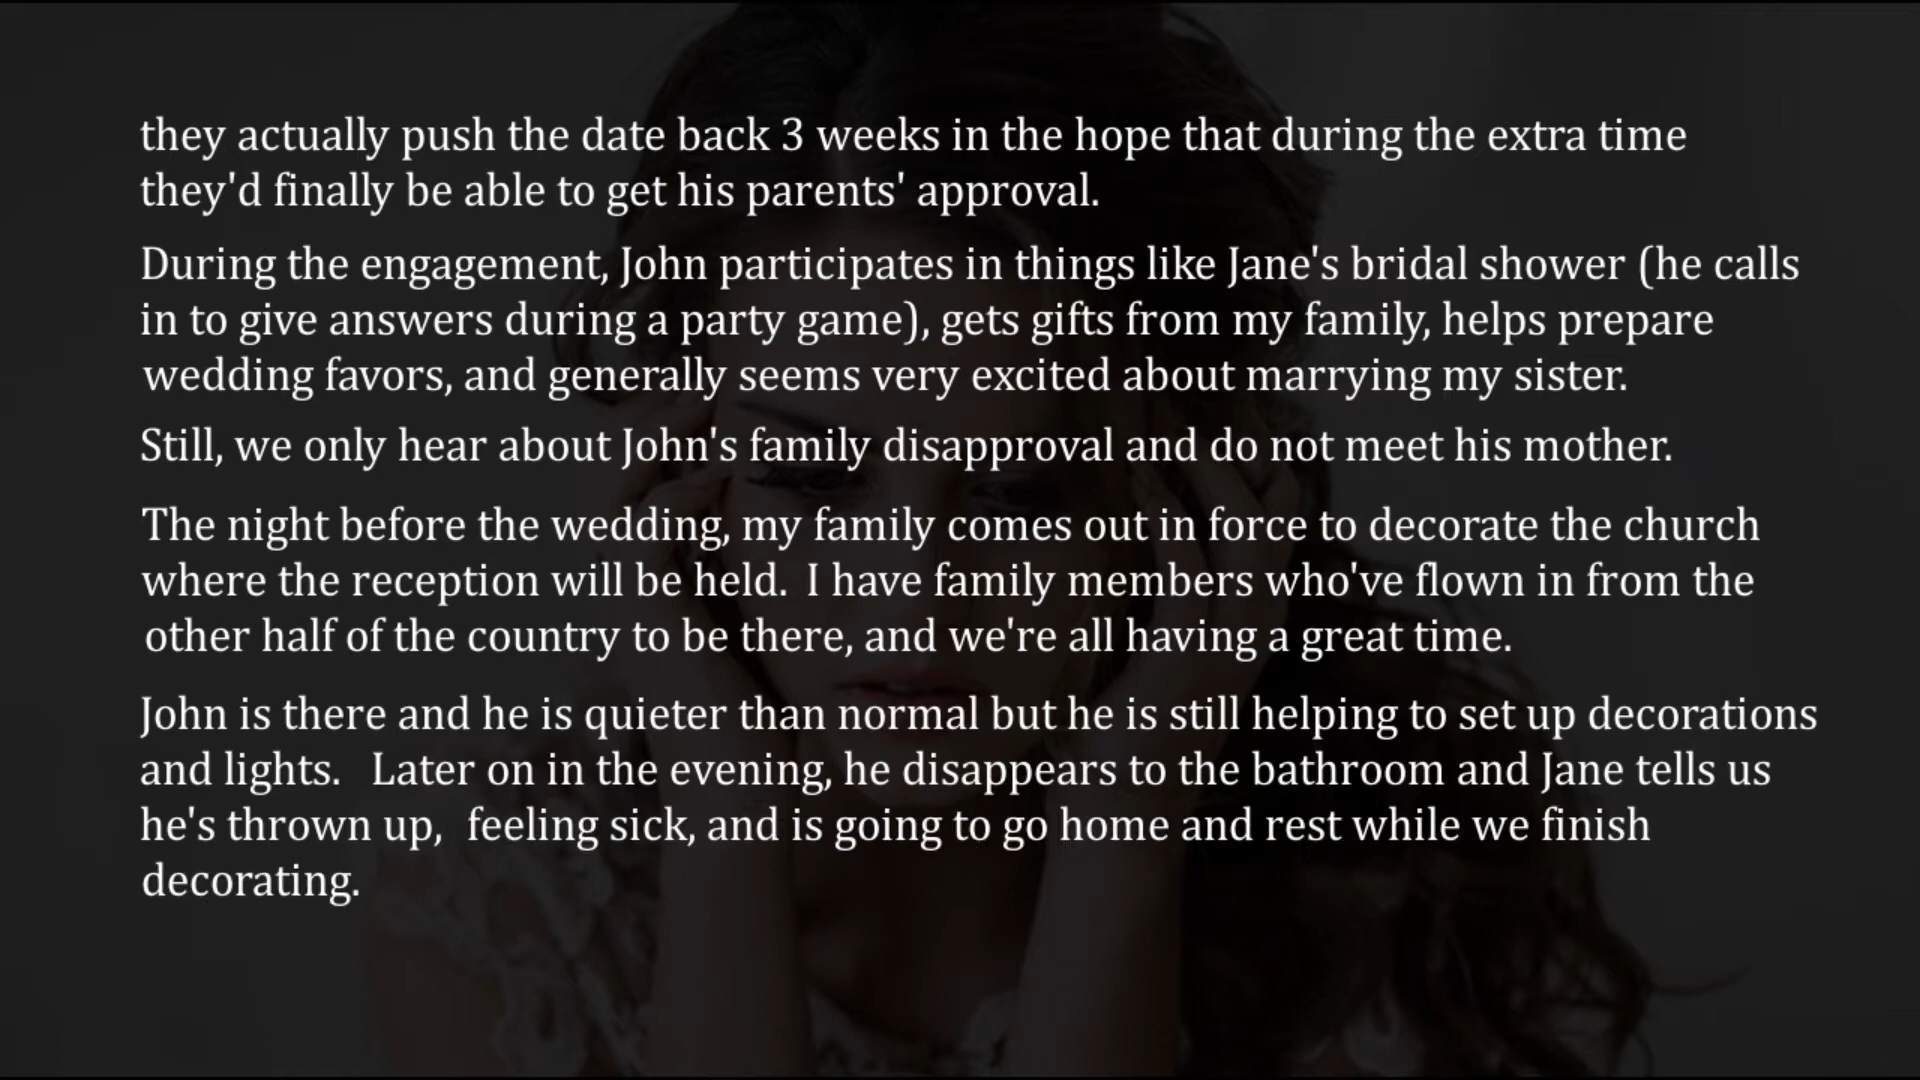 they actually push the date back 3 weeks in the hope that during the extra time
they'd finally be able to get his parents' approval.
During the engagement, John participates in things like Jane's bridal shower (he calls
in to give answers during a party game), gets gifts from my family, helps prepare
wedding favors, and generally seems very excited about marrying my sister.
Still, we only hear about John's family disapproval and do not meet his mother.
The night before the wedding, my family comes out in force to decorate the church
where the reception will be held. I have family members who've flown in from the
other half of the country to be there, and we're all having a great time.
John is there and he is quieter than normal but he is still helping to set up decorations
and lights. Later on in the evening, he disappears to the bathroom and Jane tells us
he's thrown up, feeling sick, and is going to go home and rest while we finish
decorating.